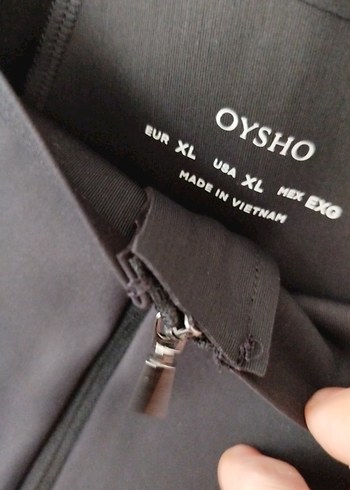 OYSHO
EUR XL USA XL MEX EXG
MADE IN VIETNAM